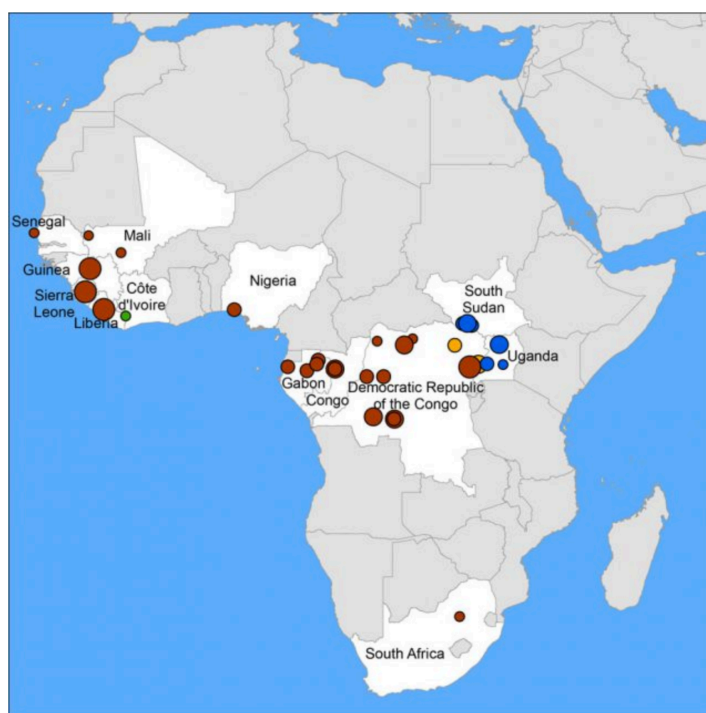 Senegal
Mali
Guinea
Côte
d'Ivoire
Sierra
Leone
Liberia
Nigeria
South
Sudan
Uganda
Gabon
Congo
Democratic Republic
of the Congo
South Africa